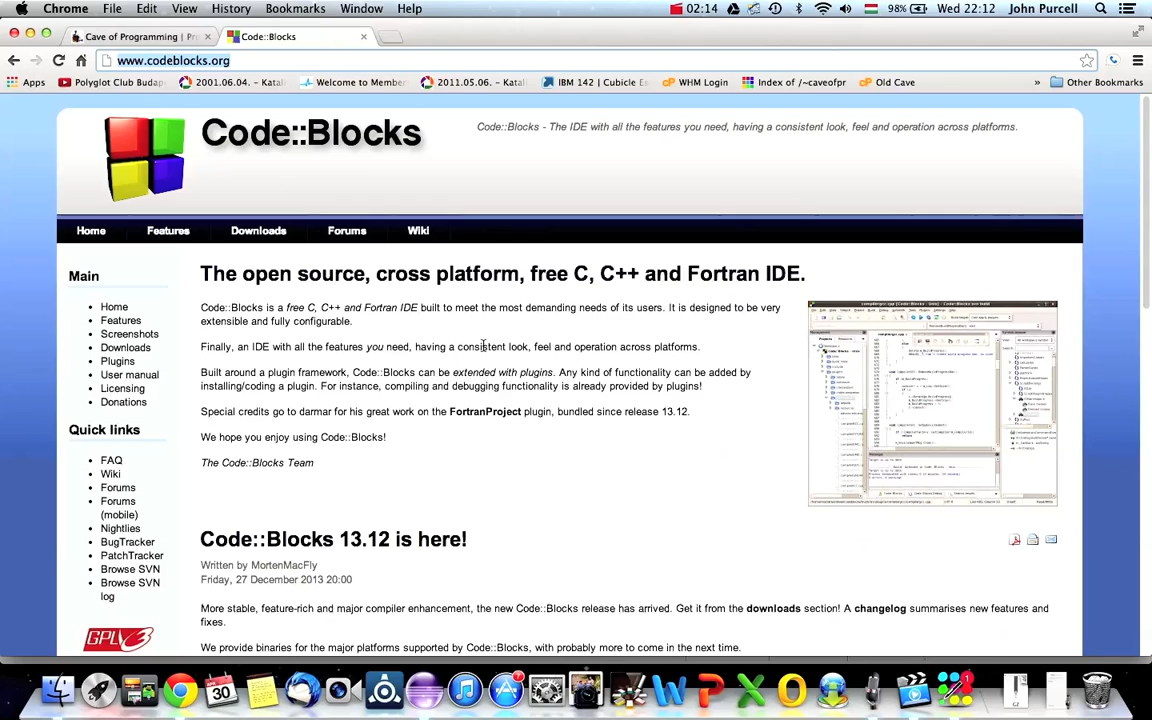 Chrome File Edit View History Bookmarks Window Help 02:14 98% Wed 22:12 John Purcell
Cave of Programming | Pro Code::Blocks
www.codeblocks.org
Apps Polyglot Club Budap 2001.06.04. - Katali Welcome to Member 2011.05.06. - Katal IBM 142 | Cubicle Es WHM Login Index of /caveofpr Old Cave » Other Bookmarks
Code::Blocks
Code::Blocks - The IDE with all the features you need, having a consistent look, feel and operation across platforms.
Home Features Downloads Forums Wiki
Main
Home
Features
Screenshots
Downloads
Plugins
User manual
Licensing
Donations
Quick links
FAQ
Wiki
Forums
Forums
(mobile)
Nightlies
BugTracker
PatchTracker
Browse SVN
Browse SVN
log
GPL 3
The open source, cross platform, free C, C++ and Fortran IDE.
Code::Blocks is a free C, C++ and Fortran IDE built to meet the most demanding needs of its users. It is designed to be very
extensible and fully configurable.
Finally, an IDE with all the features you need, having a consistent look, feel and operation across platforms.
Built around a plugin framework, Code::Blocks can be extended with plugins. Any kind of functionality can be added by
installing/coding a plugin. For instance, compiling and debugging functionality is already provided by plugins!
Special credits go to darmar for his great work on the FortranProject plugin, bundled since release 13.12.
We hope you enjoy using Code::Blocks!
The Code::Blocks Team
Code::Blocks 13.12 is here!
Written by MortenMacFly
Friday, 27 December 2013 20:00
More stable, feature-rich and major compiler enhancement, the new Code::Blocks release has arrived. Get it from the downloads section! A changelog summarises new features and
fixes.
We provide binaries for the major platforms supported by Code::Blocks, with probably more to come in the next time.